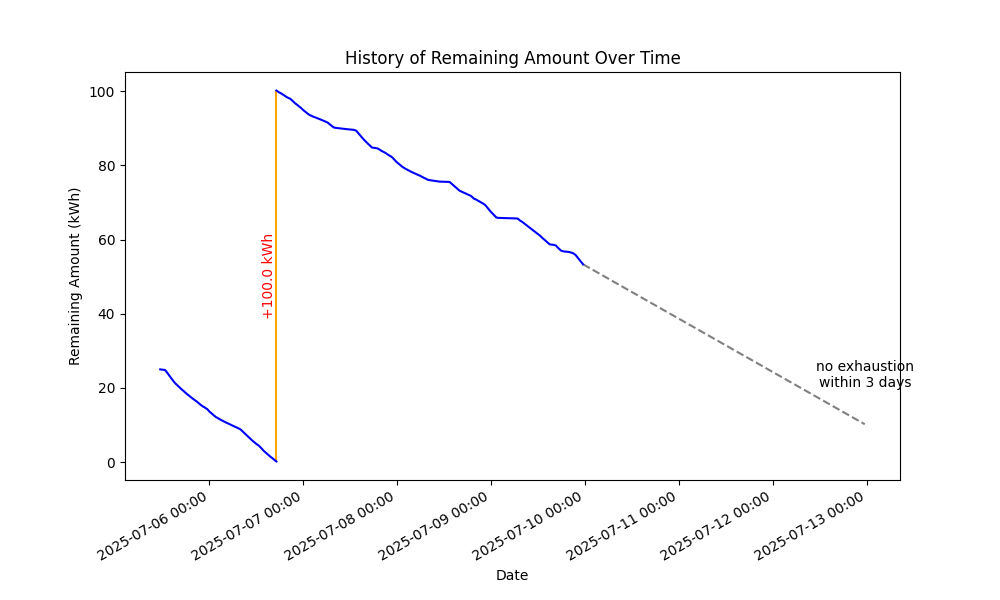 History of Remaining Amount Over Time
Remaining Amount (kWh)
100
80
60
40
20
0
+100.0 kWh
no exhaustion
within 3 days
2025-07-06 00:00
2025-07-07 00:00
2025-07-08 00:00
2025-07-09 00:00
2025-07-10 00:00
2025-07-11 00:00
2025-07-12 00:00
2025-07-13 00:00
Date